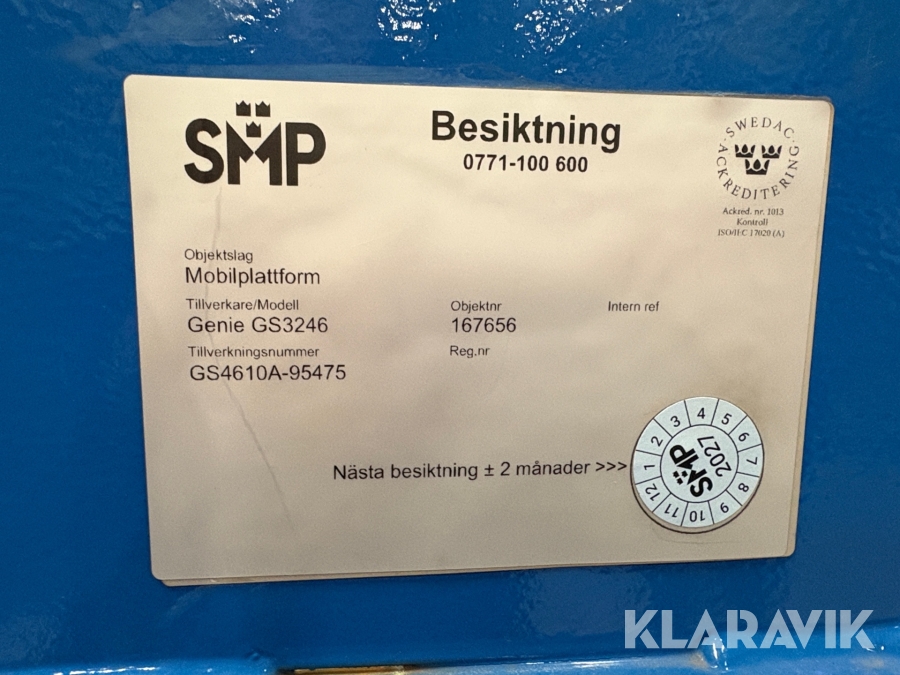 SMP
Besiktning
0771-100 600
SWEDAC
ACKREDITERING
Ackred. nr. 1013
Kontroll
ISO/IEC 17020 (A)
Objektslag
Mobilplattform
Tillverkare/Modell
Genie GS3246
Objektnr
167656
Intern ref
Tillverkningsnummer
GS4610A-95475
Reg.nr
Nästa besiktning ± 2 månader >>>
1 2 3 4 5 6 7 8 9 10 11 12
SMP
2027
KLARAVIK